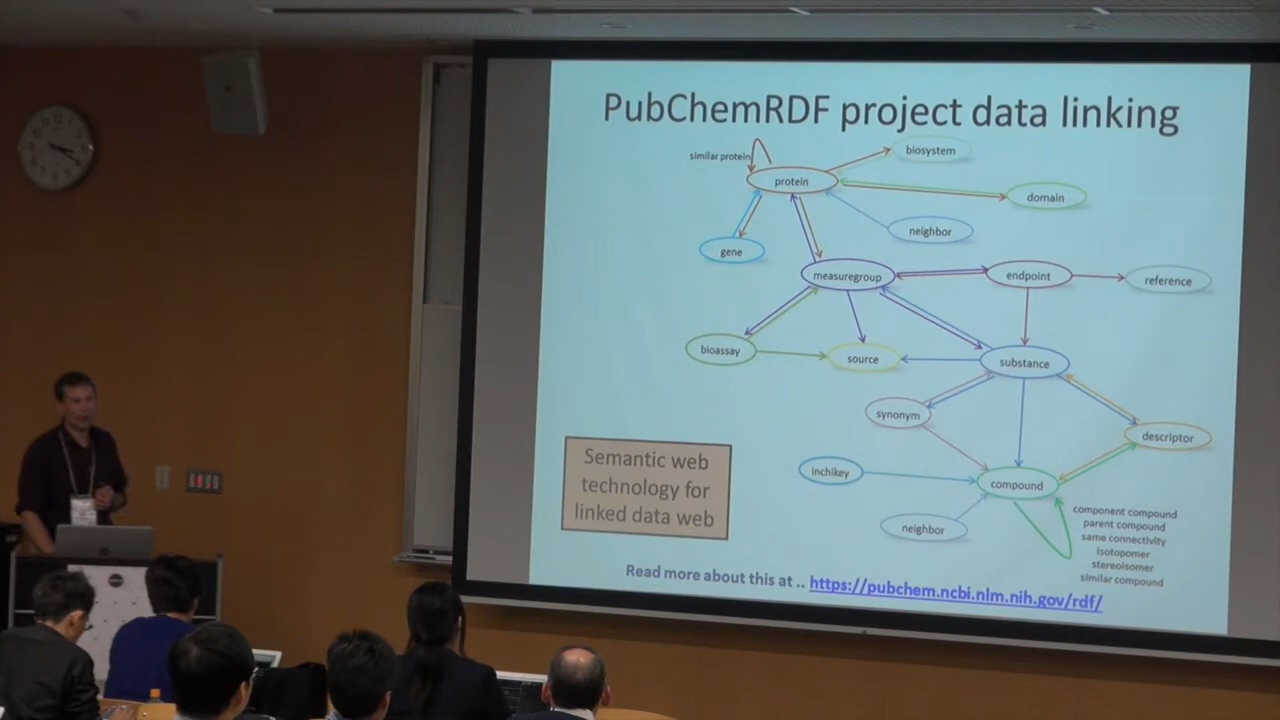 PubChemRDF project data linking
similar protein
biosystem
protein
domain
neighbor
gene
measuregroup
endpoint
reference
bioassay
source
substance
synonym
descriptor
inchikey
compound
neighbor
component compound
parent compound
same connectivity
isotopomer
stereoisomer
similar compound
Semantic web
technology for
linked data web
Read more about this at .. https://pubchem.ncbi.nlm.nih.gov/rdf/